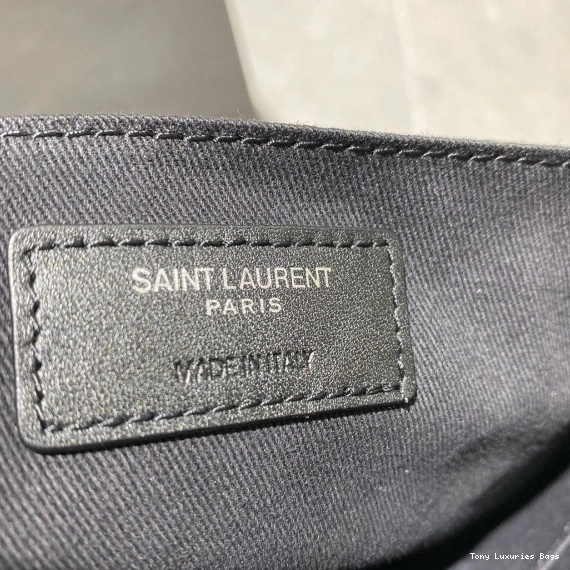 SAINT LAURENT
PARIS
MADE IN ITALY
Tony Luxuries Bags